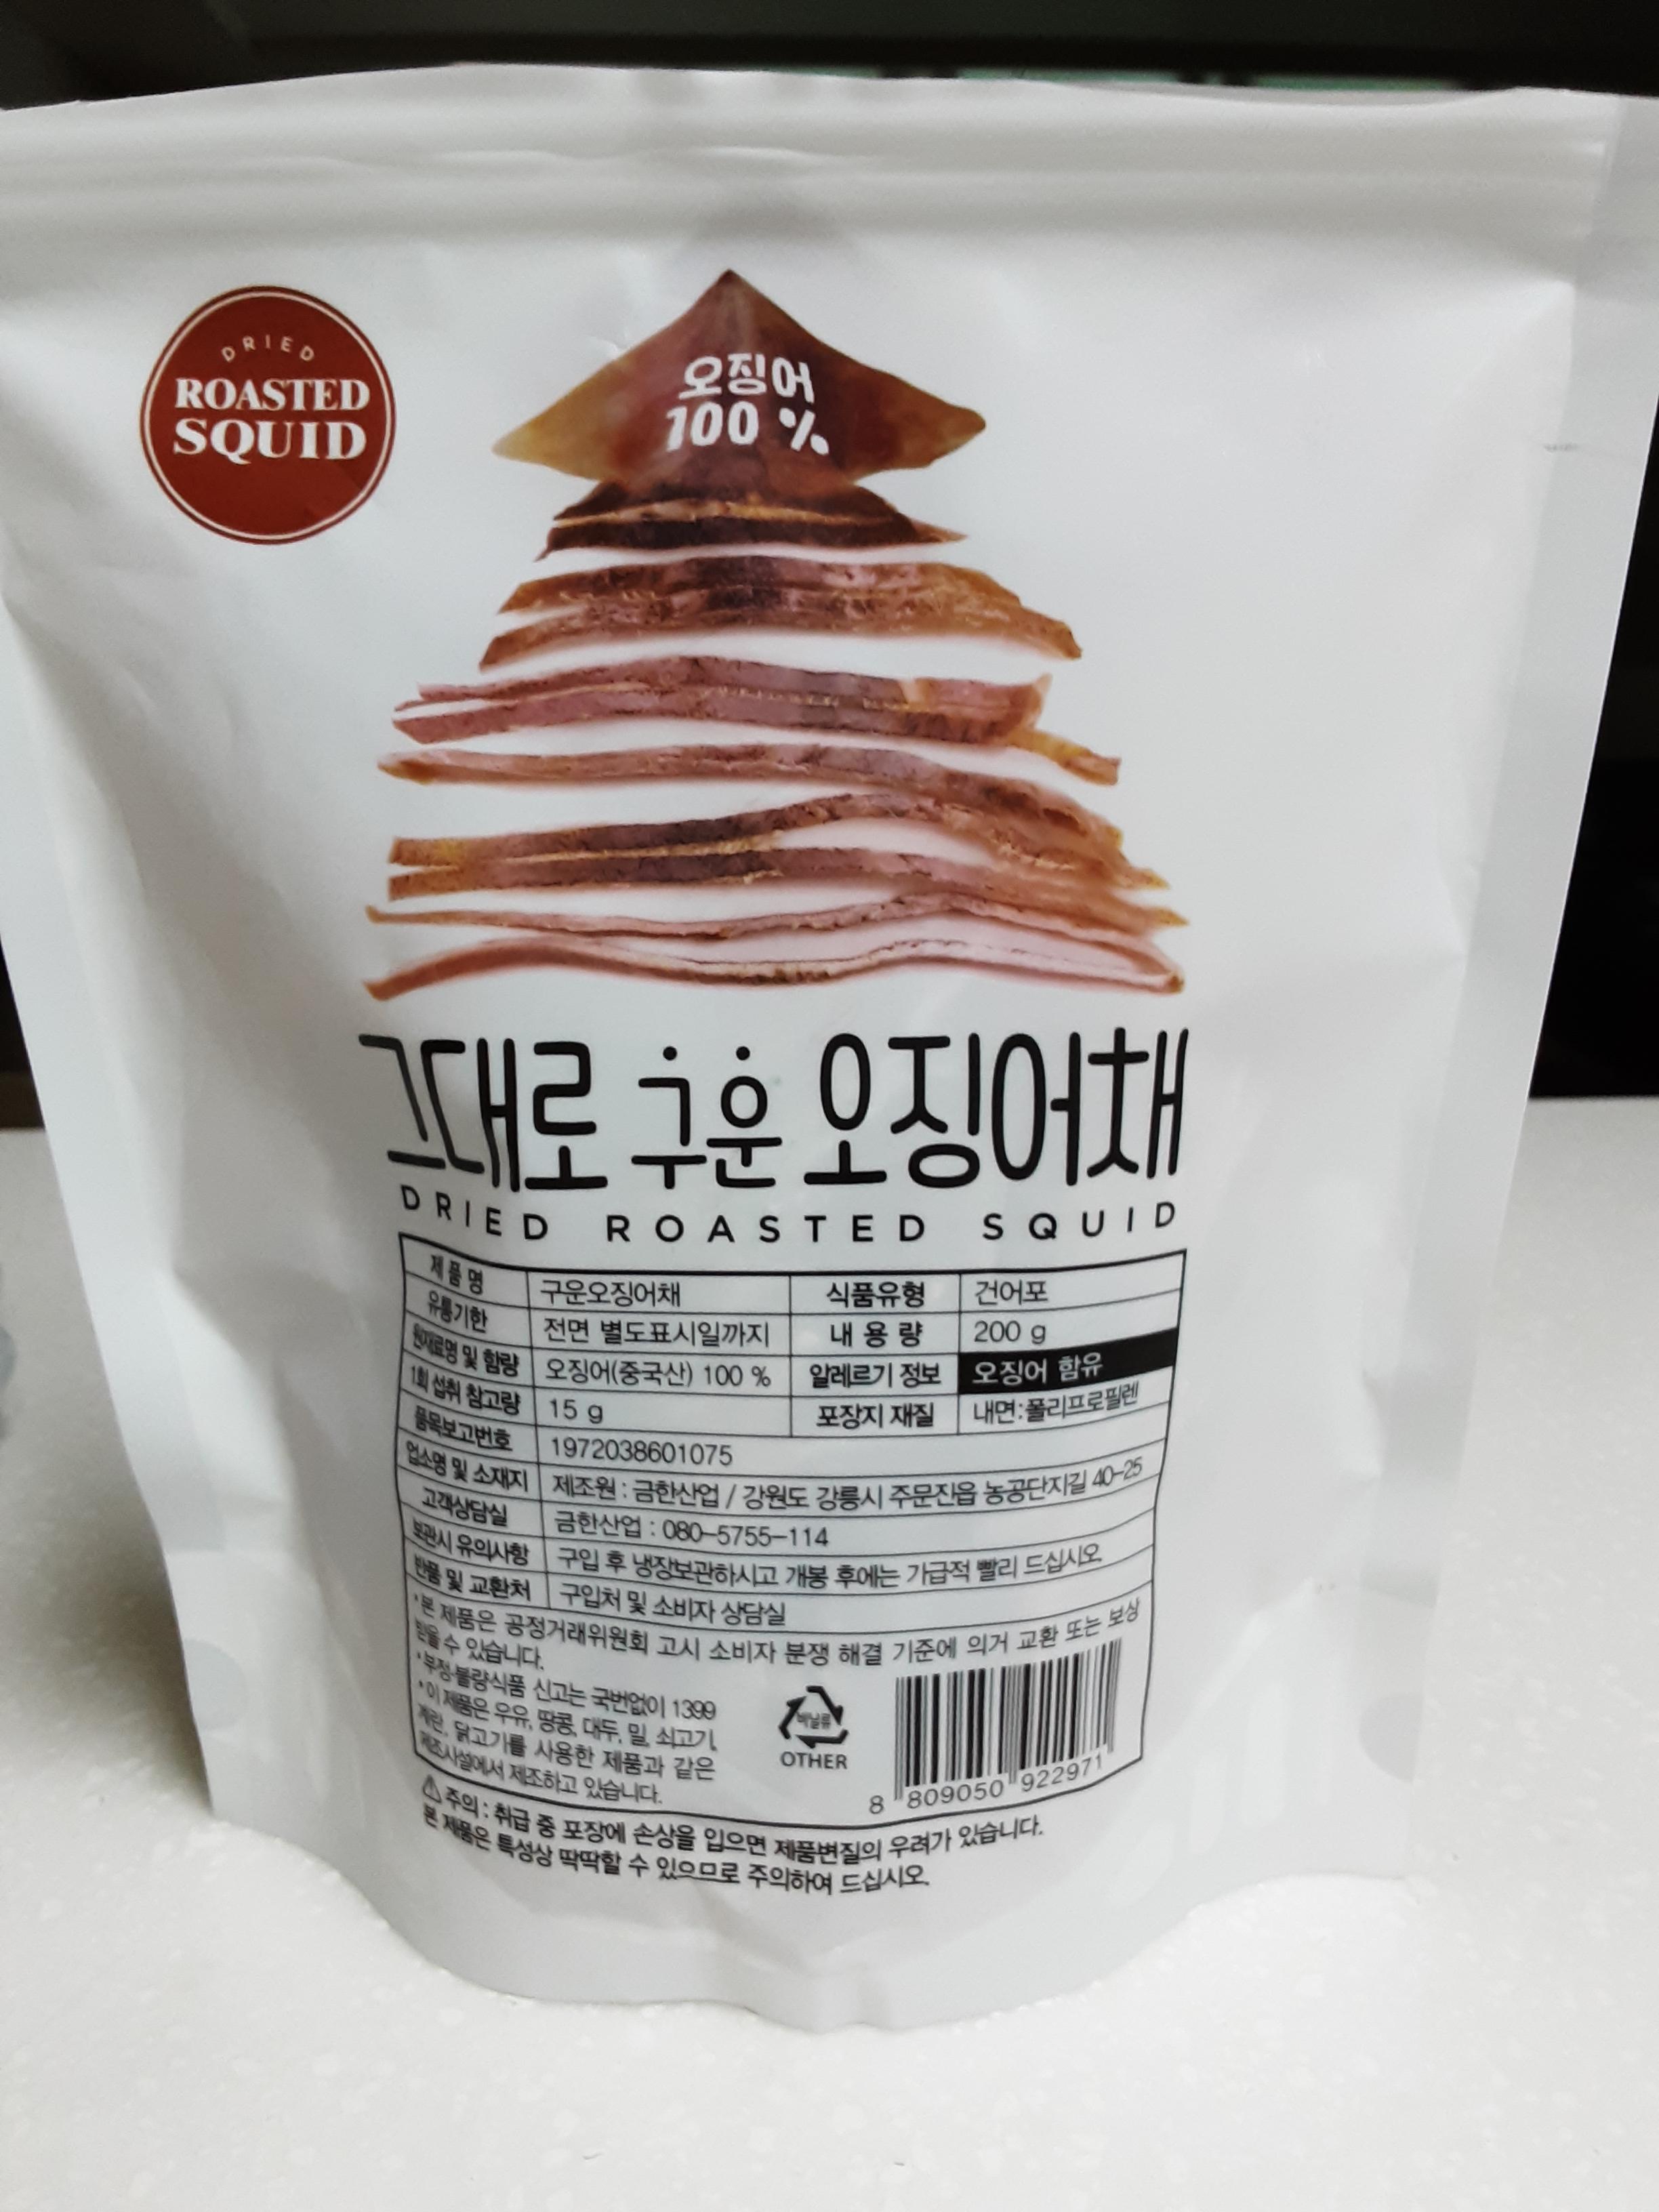 DRIED
ROASTED
SQUID
오징어
100 %
그대로 구운 오징어채
DRIED ROASTED SQUID
제 품 명 구운오징어채 식품유형 건어포
유통기한 전면 별도표시일까지 내 용 량 200 g
원재료명 및 함량 오징어(중국산) 100 % 알레르기 정보 오징어 함유
1회 섭취 참고량 15 g 포장지 재질 내면:폴리프로필렌
품목보고번호 1972038601075
업소명 및 소재지 제조원 : 금한산업 / 강원도 강릉시 주문진읍 농공단지길 40-25
고객상담실 금한산업 : 080-5755-114
보관시 유의사항 구입 후 냉장보관하시고 개봉 후에는 가급적 빨리 드십시오.
반품 및 교환처 구입처 및 소비자 상담실
*본 제품은 공정거래위원회 고시 소비자 분쟁 해결 기준에 의거 교환 또는 보상
받을 수 있습니다.
*부정·불량식품 신고는 국번없이 1399
*이 제품은 우유, 땅콩, 대두, 밀, 쇠고기,
계란, 닭고기를 사용한 제품과 같은
제조시설에서 제조하고 있습니다.
비닐류
OTHER
8 809050 922971
⚠주의 : 취급 중 포장에 손상을 입으면 제품변질의 우려가 있습니다.
본 제품은 특성상 딱딱할 수 있으므로 주의하여 드십시오.